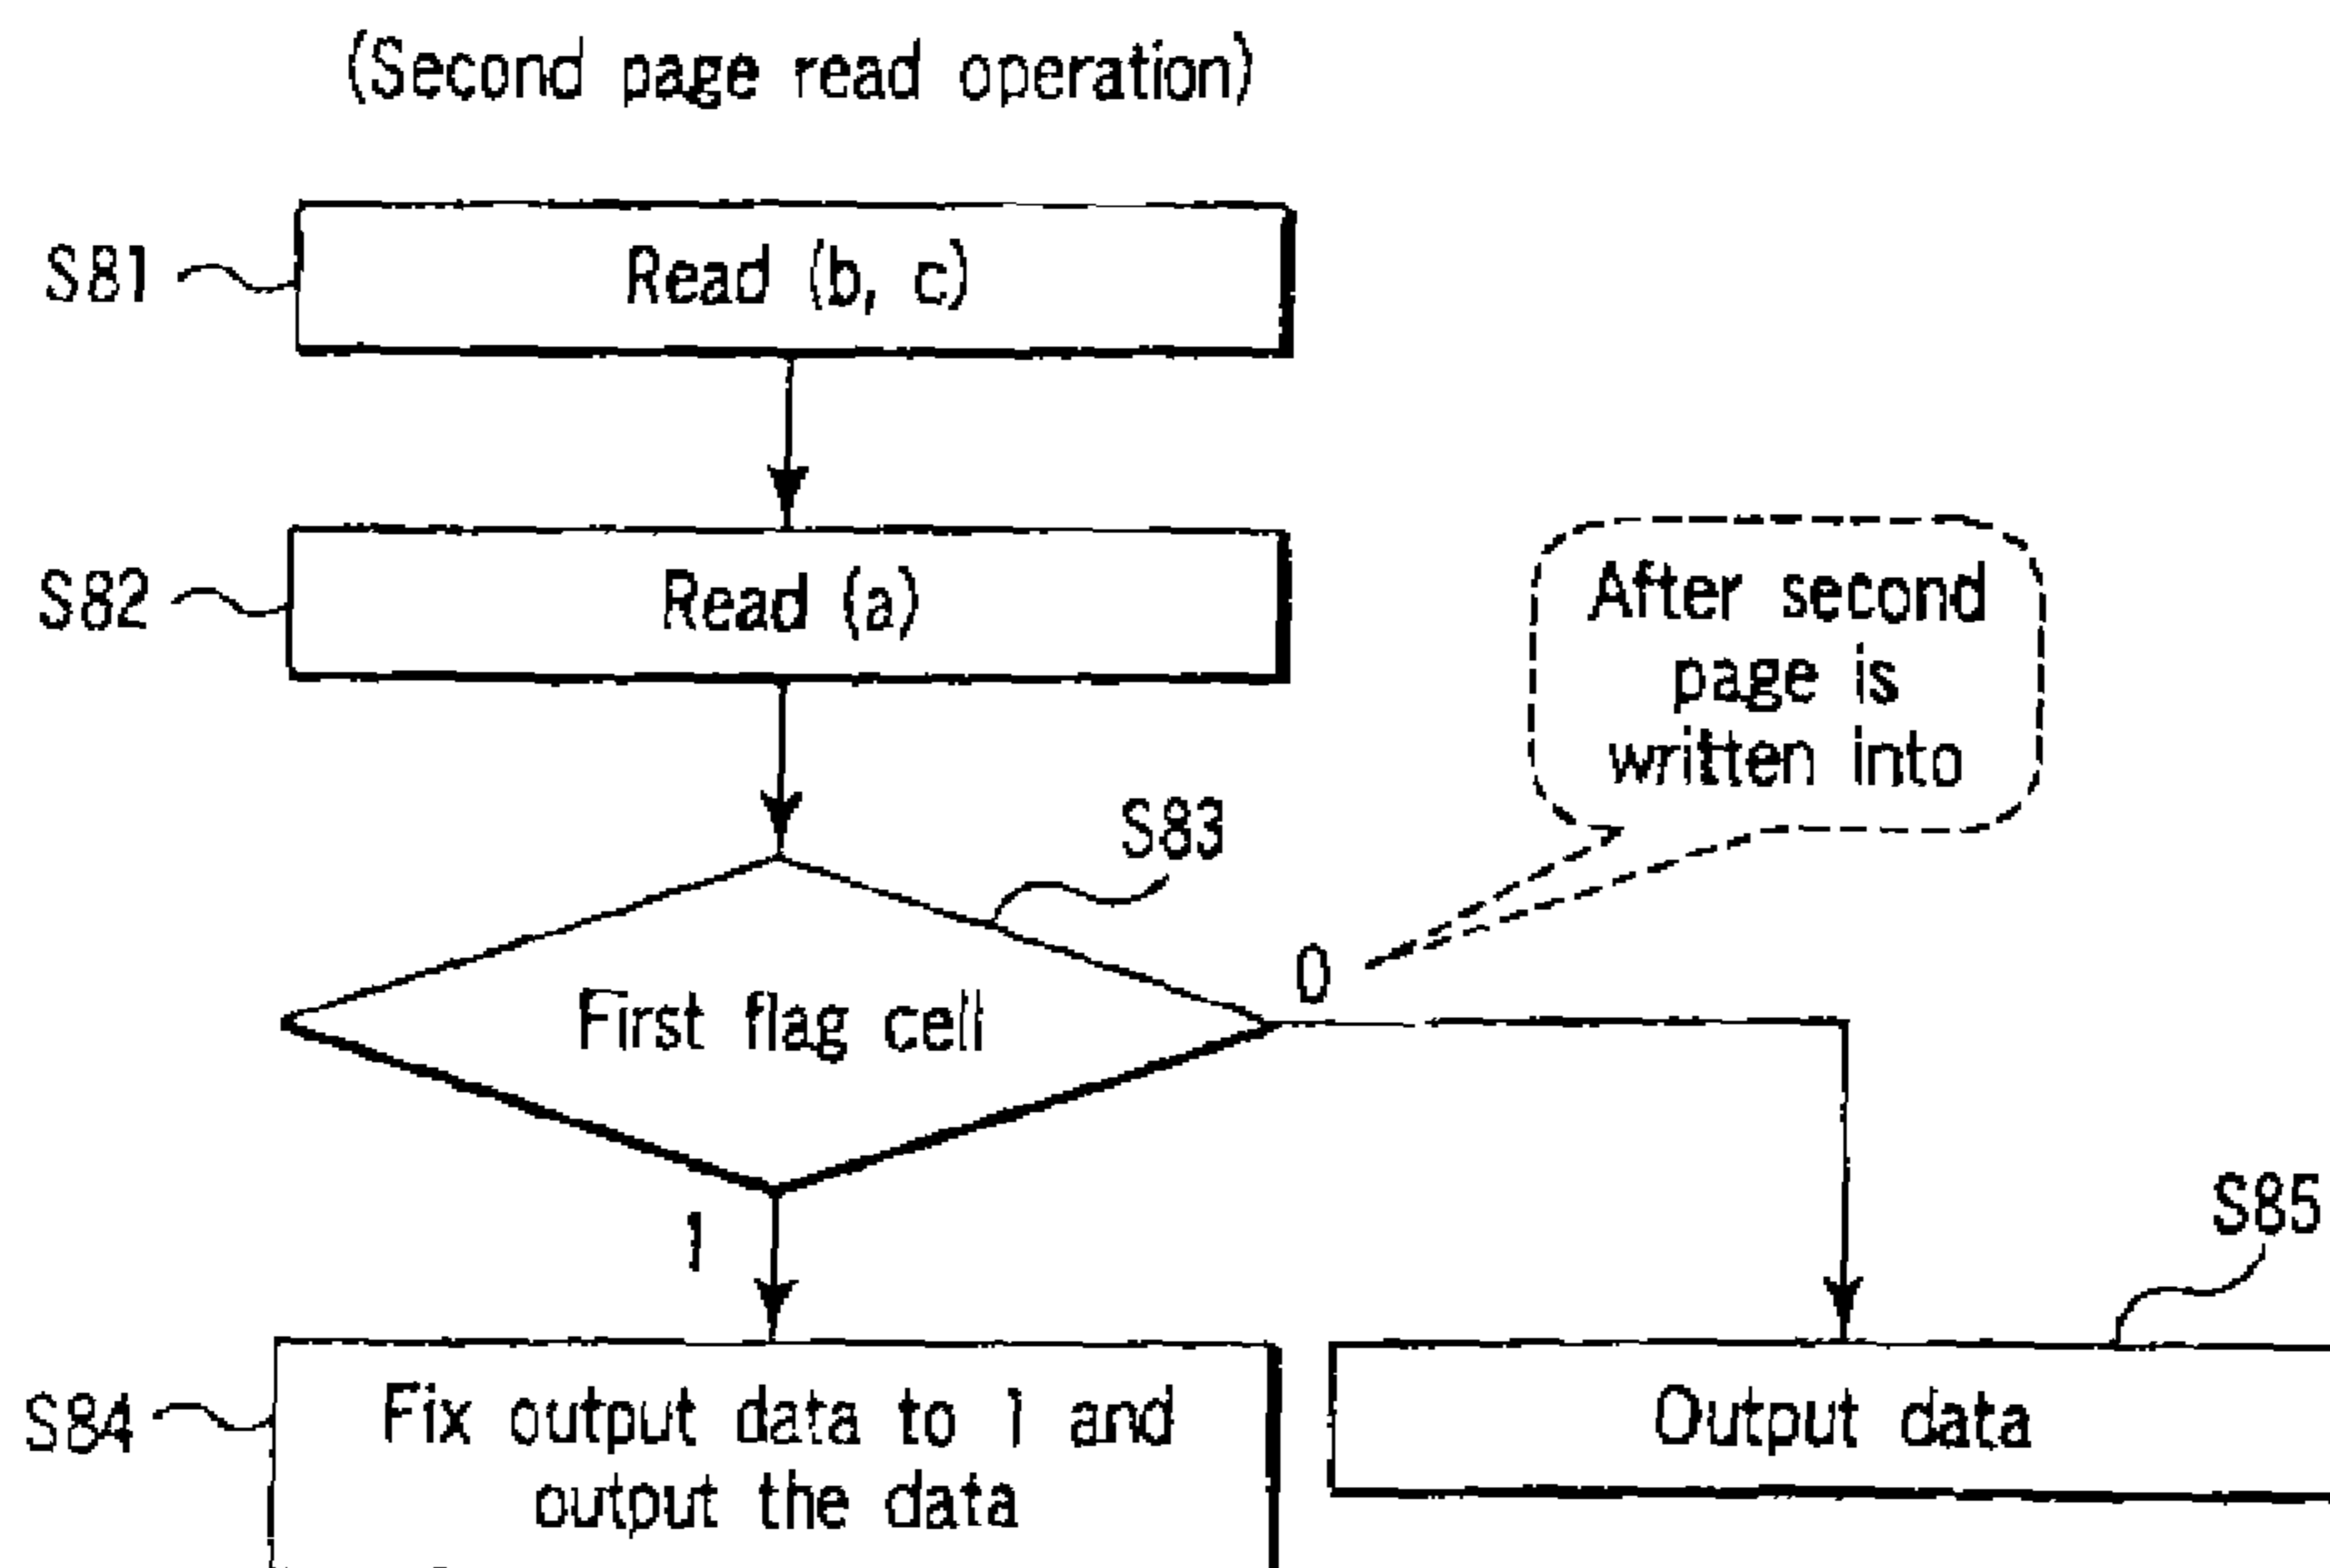 (Second page read operation)
S81
Read (b, c)
S82
Read (a)
After second
page is
written into
S83
0
First flag cell
1
S85
S84
Fix output data to 1 and
output the data
Output data